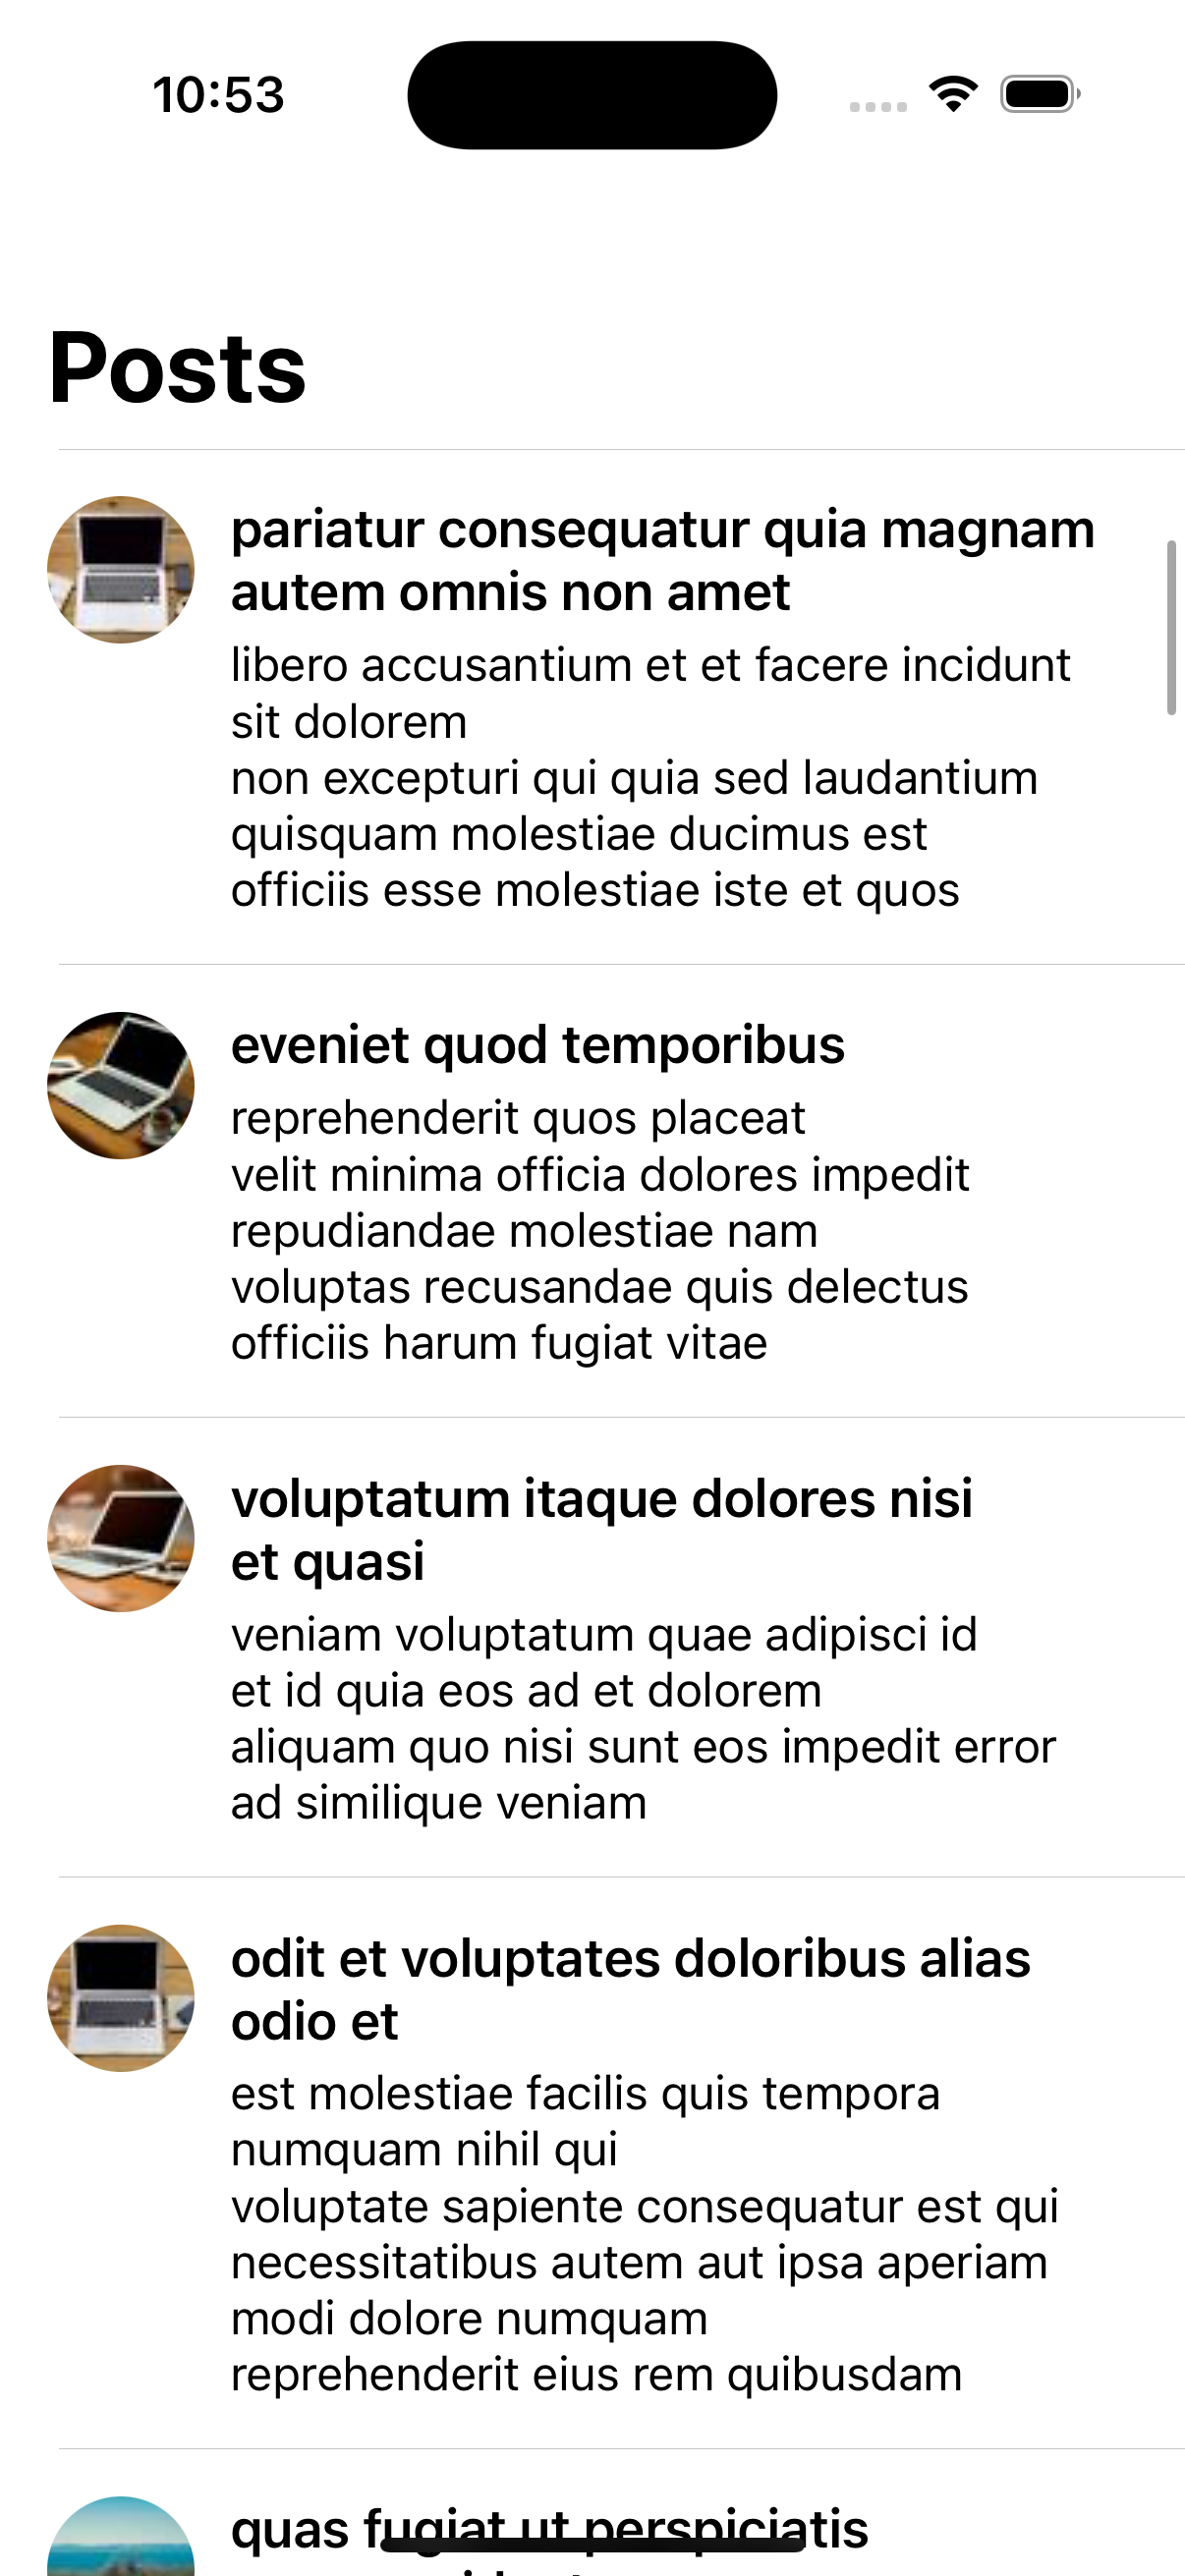 10:53
Posts
pariatur consequatur quia magnam
autem omnis non amet
libero accusantium et et facere incidunt
sit dolorem
non excepturi qui quia sed laudantium
quisquam molestiae ducimus est
officiis esse molestiae iste et quos
eveniet quod temporibus
reprehenderit quos placeat
velit minima officia dolores impedit
repudiandae molestiae nam
voluptas recusandae quis delectus
officiis harum fugiat vitae
voluptatum itaque dolores nisi
et quasi
veniam voluptatum quae adipisci id
et id quia eos ad et dolorem
aliquam quo nisi sunt eos impedit error
ad similique veniam
odit et voluptates doloribus alias
odio et
est molestiae facilis quis tempora
numquam nihil qui
voluptate sapiente consequatur est qui
necessitatibus autem aut ipsa aperiam
modi dolore numquam
reprehenderit eius rem quibusdam
quas fugiat ut perspiciatis